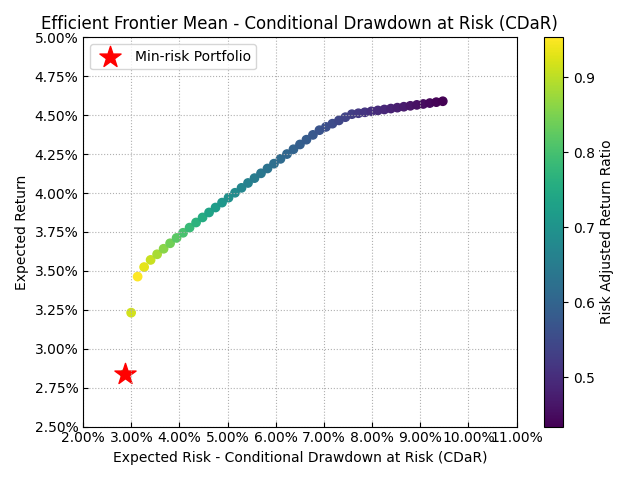 Efficient Frontier Mean - Conditional Drawdown at Risk (CDaR)
Min-risk Portfolio
5.00%
4.75%
4.50%
4.25%
4.00%
3.75%
3.50%
3.25%
3.00%
2.75%
2.50%
Expected Return
2.00% 3.00% 4.00% 5.00% 6.00% 7.00% 8.00% 9.00% 10.00% 11.00%
Expected Risk - Conditional Drawdown at Risk (CDaR)
0.9
0.8
0.7
0.6
0.5
Risk Adjusted Return Ratio